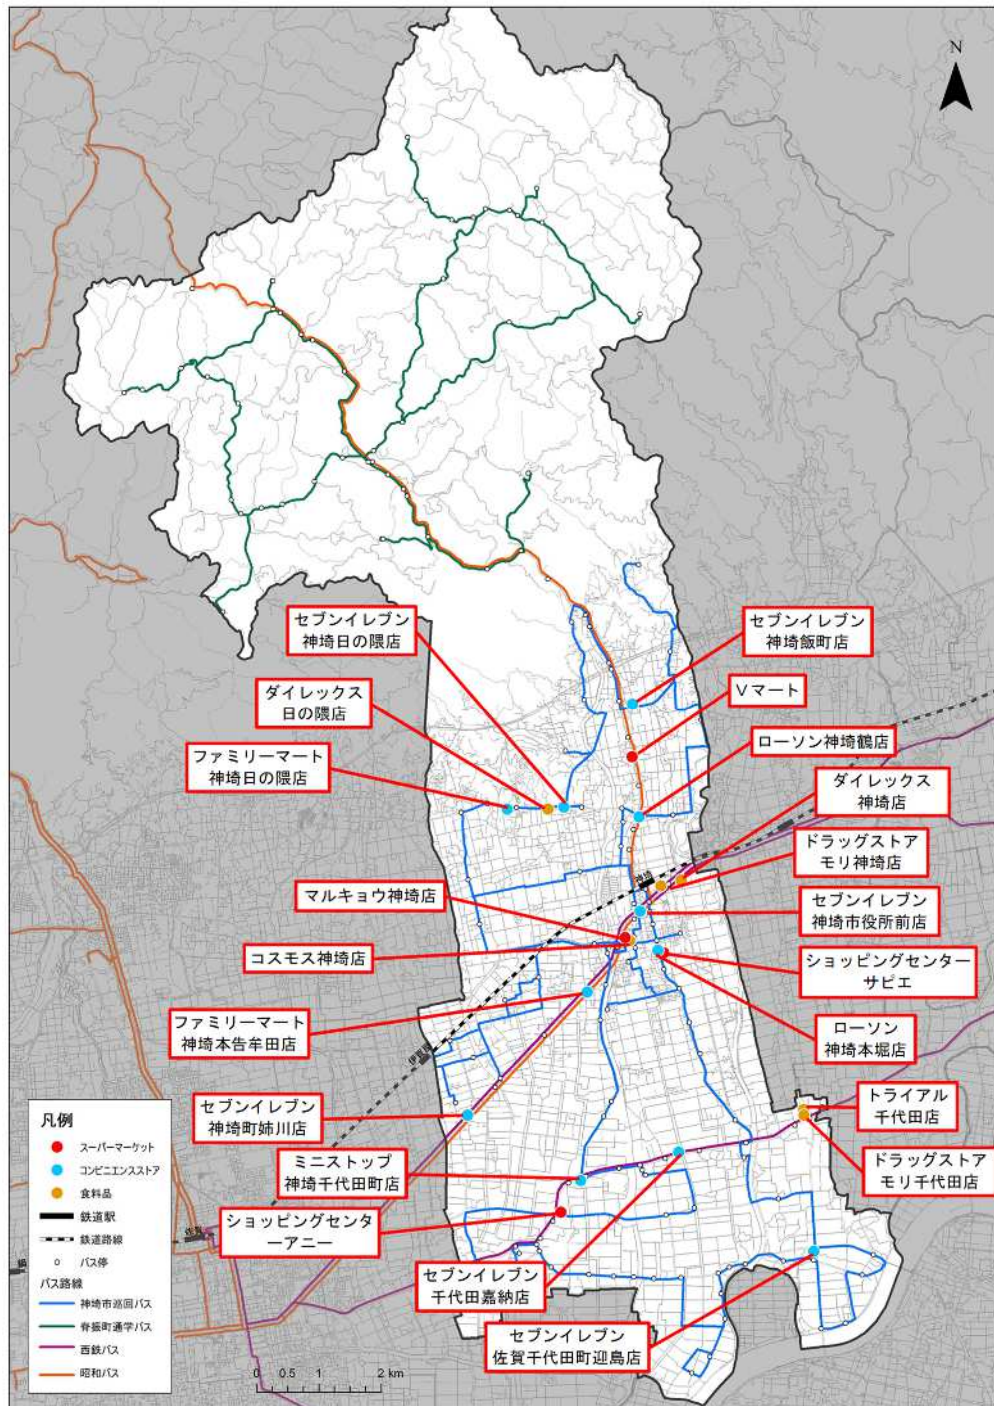 N
セブンイレブン
神埼日の隈店
セブンイレブン
神埼飯町店
ダイレックス
日の隈店
Vマート
ファミリーマート
神埼日の隈店
ローソン神埼鶴店
ダイレックス
神埼店
ドラッグストア
モリ神埼店
神埼
マルキョウ神埼店
セブンイレブン
神埼市役所前店
コスモス神埼店
ショッピングセンター
サピエ
ファミリーマート
神埼本告牟田店
ローソン
神埼本堀店
伊賀屋
セブンイレブン
神埼町姉川店
トライアル
千代田店
ミニストップ
神埼千代田町店
ドラッグストア
モリ千代田店
ショッピングセンタ
ーアニー
セブンイレブン
千代田嘉納店
セブンイレブン
佐賀千代田町迎島店
佐賀
凡例
スーパーマーケット
コンビニエンスストア
食料品
鉄道駅
鉄道路線
バス停
バス路線
神埼市巡回バス
脊振町通学バス
西鉄バス
昭和バス
0 0.5 1 2 km